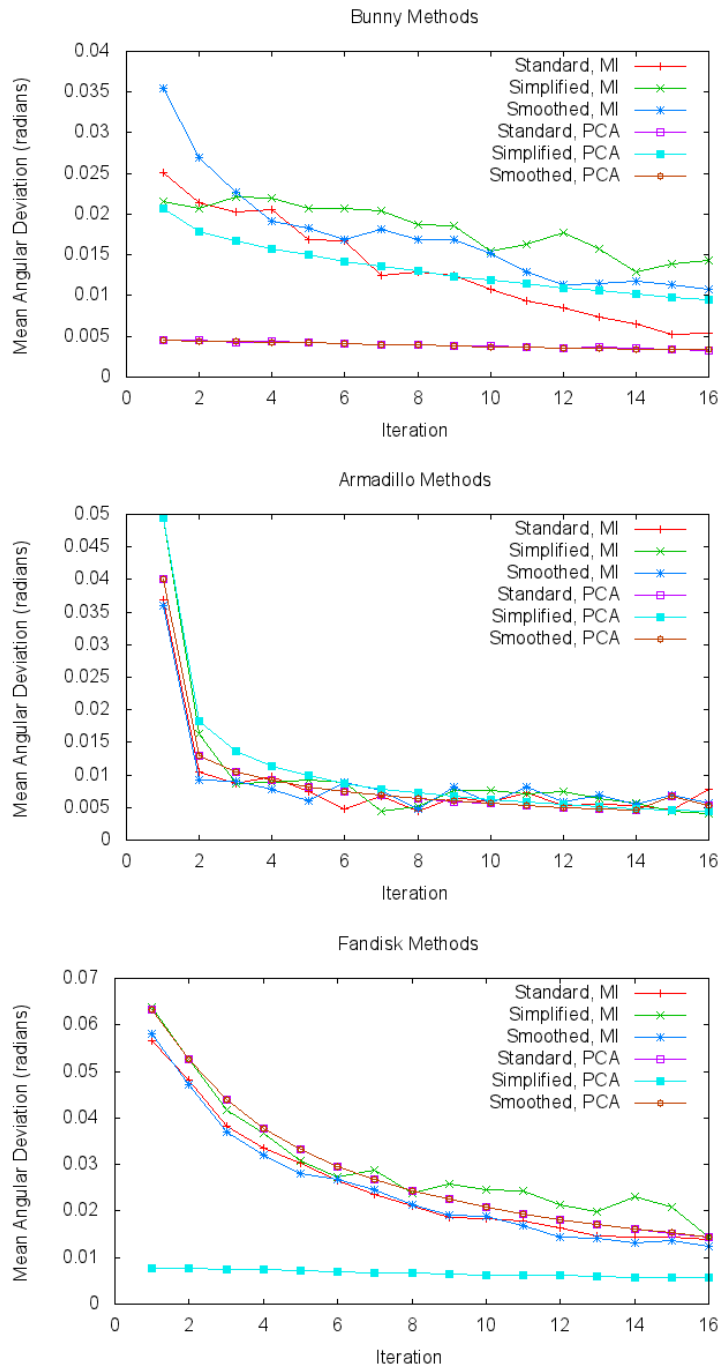 Bunny Methods
Mean Angular Deviation (radians)
0.04
0.035
0.03
0.025
0.02
0.015
0.01
0.005
0
Standard, MI
Simplified, MI
Smoothed, MI
Standard, PCA
Simplified, PCA
Smoothed, PCA
0 2 4 6 8 10 12 14 16
Iteration
Armadillo Methods
Mean Angular Deviation (radians)
0.05
0.045
0.04
0.035
0.03
0.025
0.02
0.015
0.01
0.005
0
Standard, MI
Simplified, MI
Smoothed, MI
Standard, PCA
Simplified, PCA
Smoothed, PCA
0 2 4 6 8 10 12 14 16
Iteration
Fandisk Methods
Mean Angular Deviation (radians)
0.07
0.06
0.05
0.04
0.03
0.02
0.01
0
Standard, MI
Simplified, MI
Smoothed, MI
Standard, PCA
Simplified, PCA
Smoothed, PCA
0 2 4 6 8 10 12 14 16
Iteration